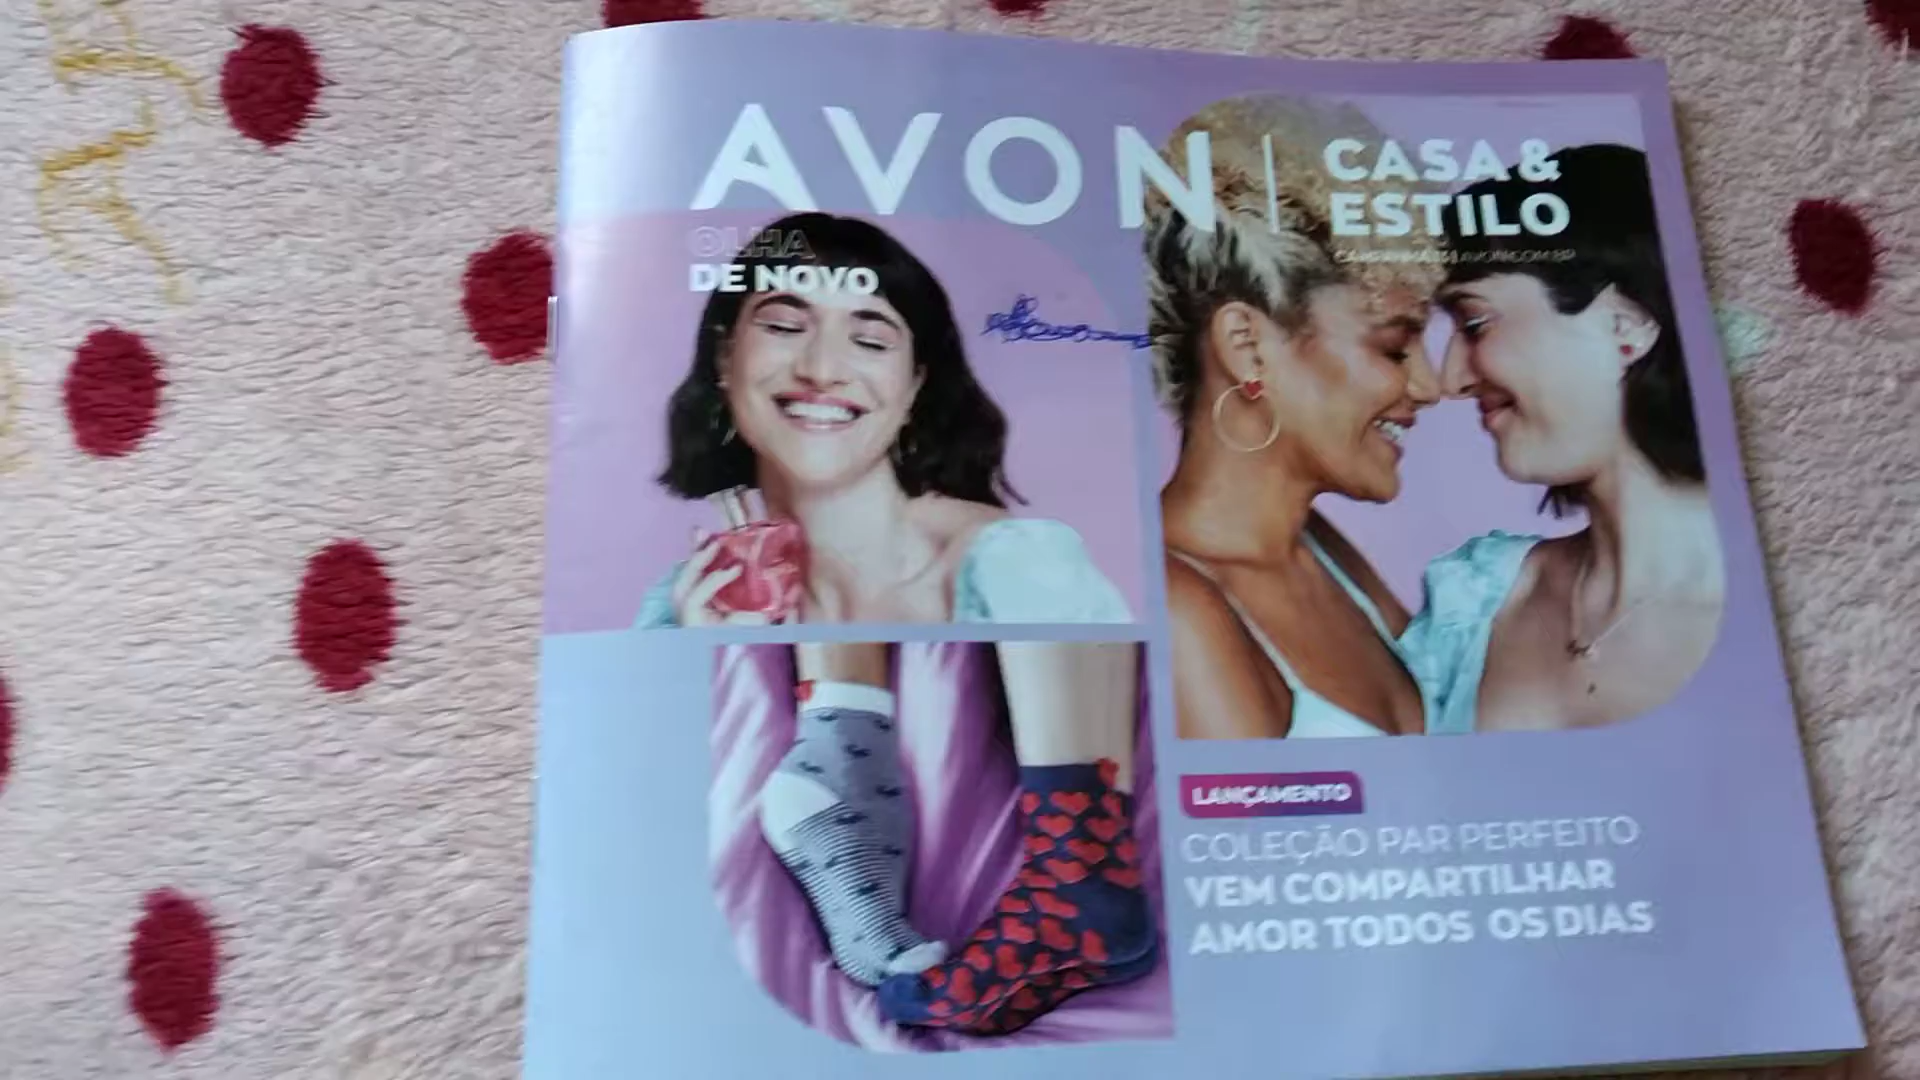 AVON | CASA & ESTILO
OLHA
DE NOVO
LANÇAMENTO
COLEÇÃO PAR PERFEITO
VEM COMPARTILHAR
AMOR TODOS OS DIAS